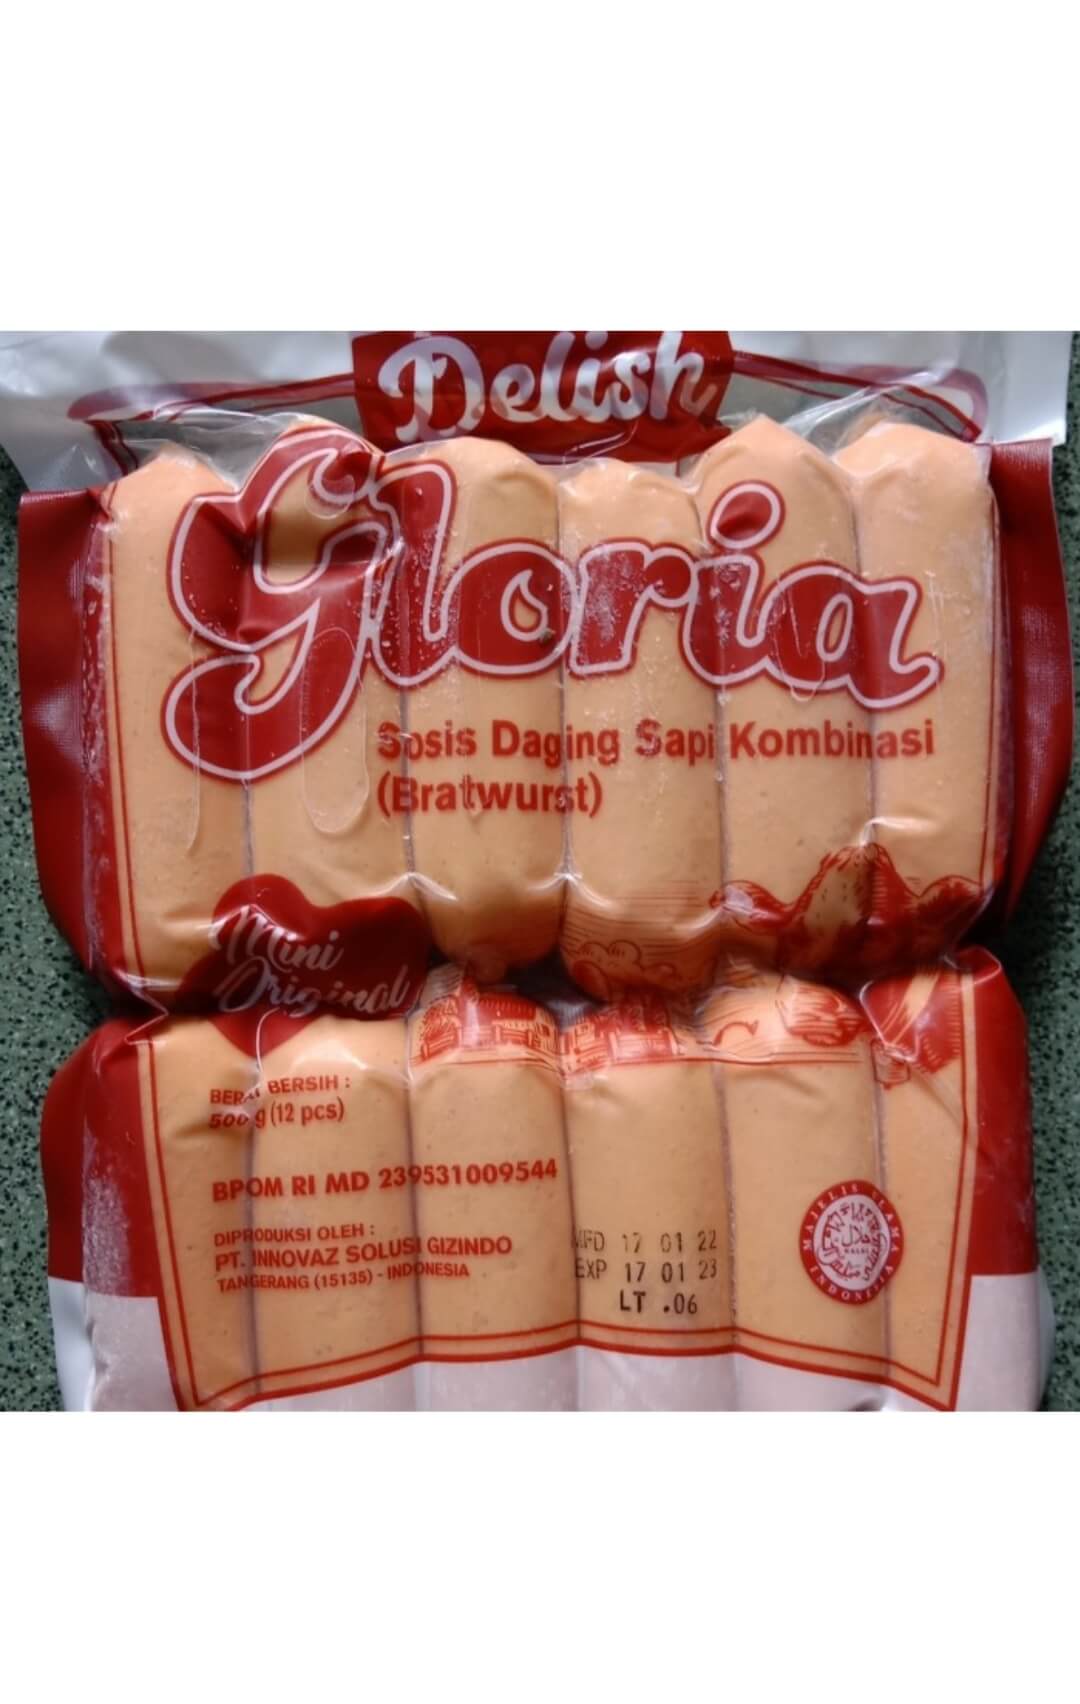 Delish
Gloria
Sosis Daging Sapi Kombinasi
(Bratwurst)
Mini
Original
BERAT BERSIH :
500 g (12 pcs)
BPOM RI MD 239531009544
DIPRODUKSI OLEH :
PT. INNOVAZ SOLUSI GIZINDO
TANGERANG (15135) - INDONESIA
MFD 17 01 22
EXP 17 01 23
LT .06
MAJELIS ULAMA
INDONESIA
حلال
HALAL